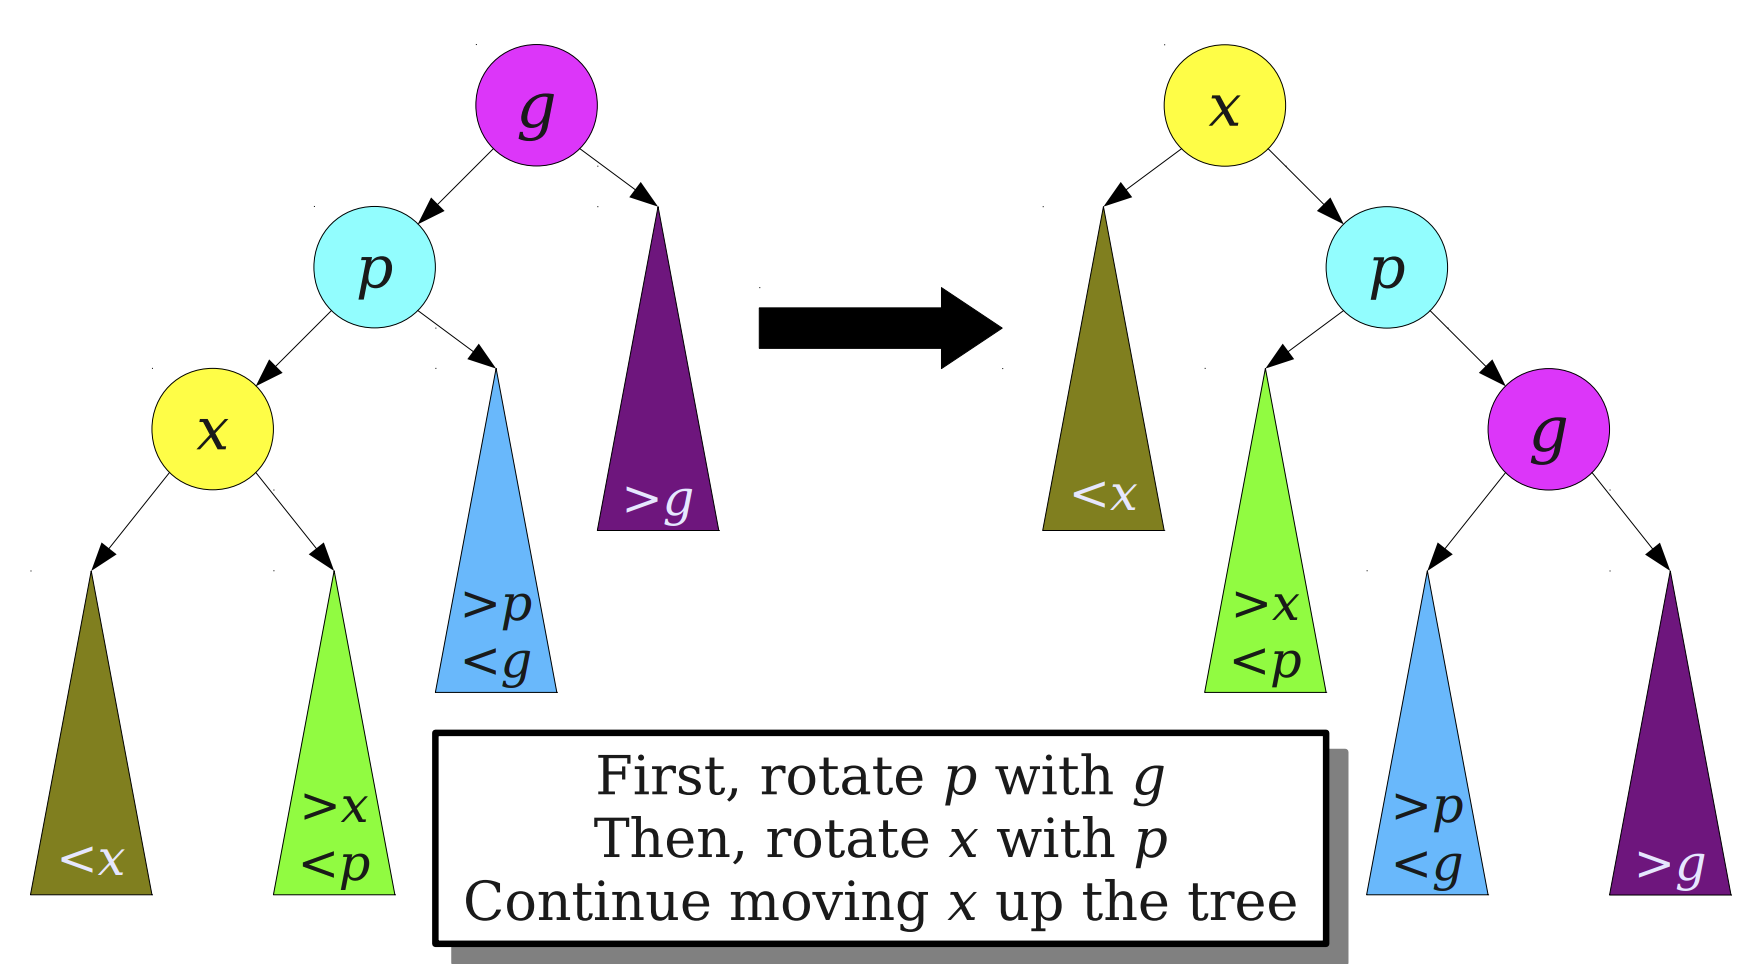 g
p
x
<x
>x
<p
>p
<g
>g
x
p
g
<x
>x
<p
>p
<g
>g
First, rotate p with g
Then, rotate x with p
Continue moving x up the tree